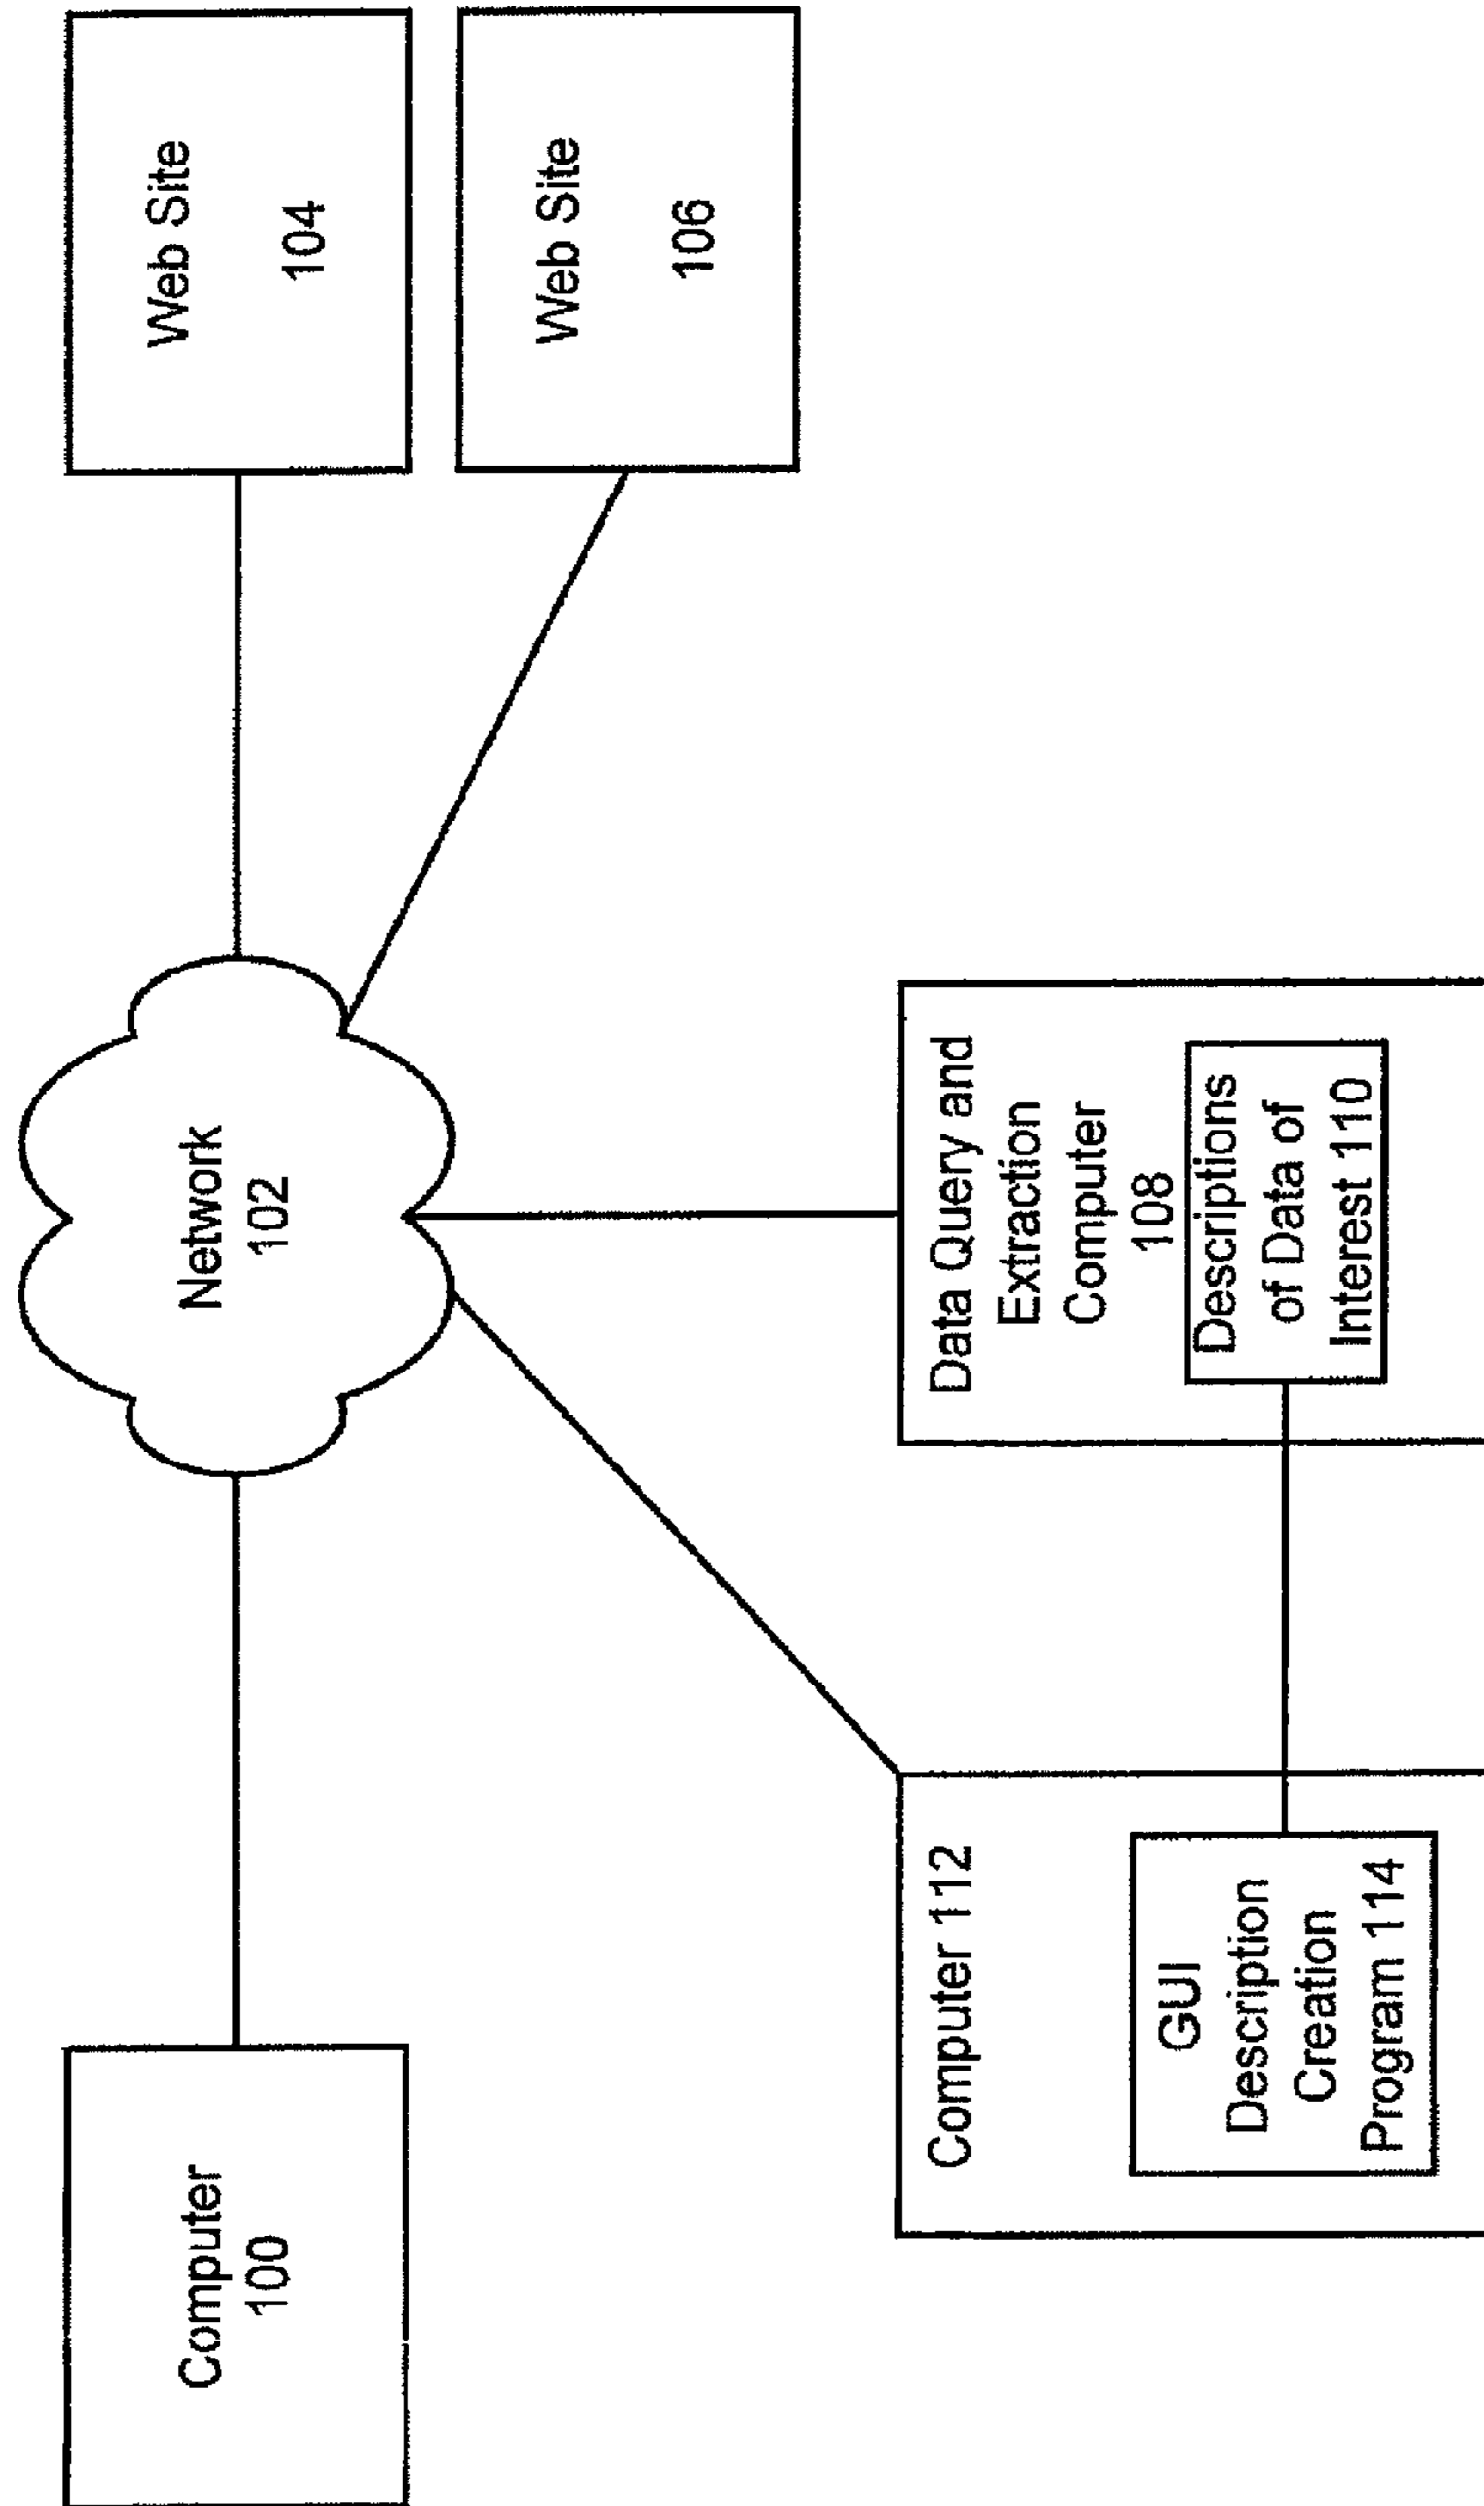 Computer
100
Network
102
Web Site
104
Web Site
106
Computer 112
GUI
Description
Creation
Program 114
Data Query and
Extraction
Computer
108
Descriptions
of Data of
Interest 110